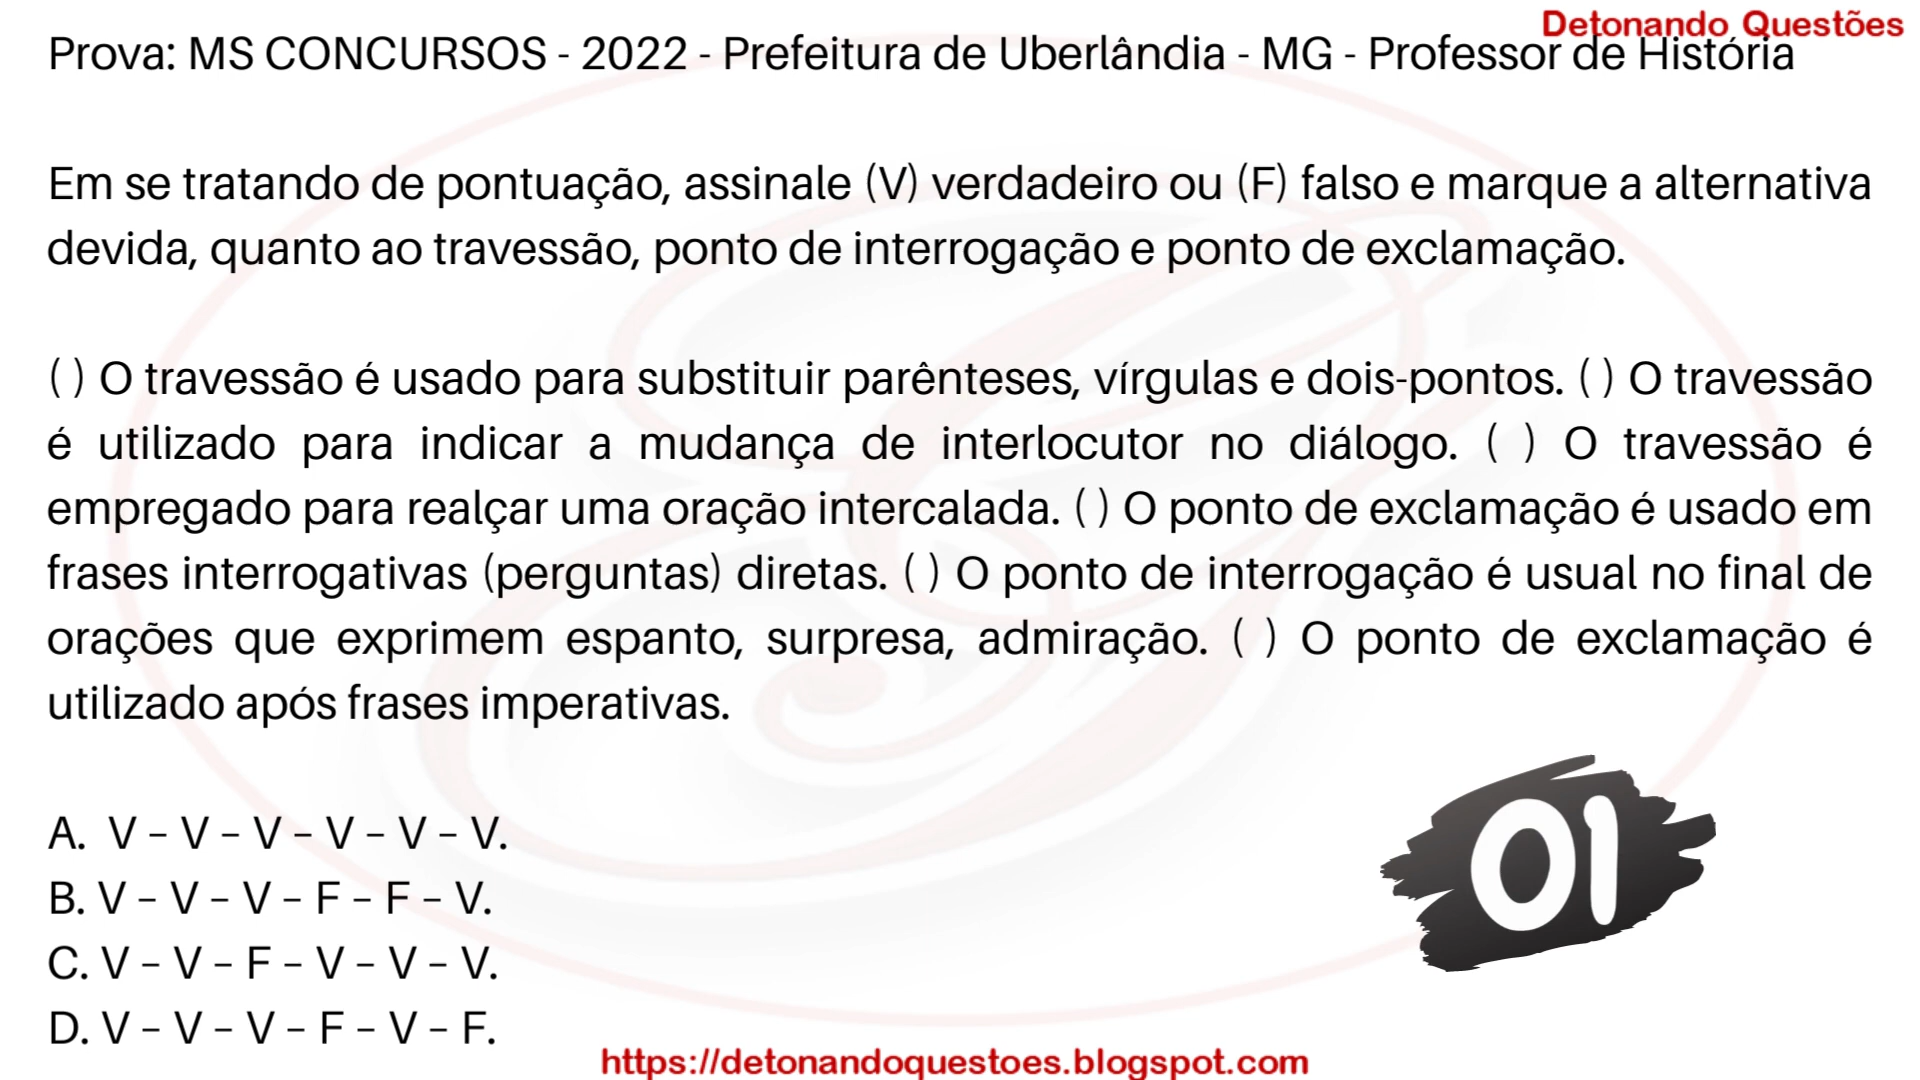 Detonando Questões
Prova: MS CONCURSOS - 2022 - Prefeitura de Uberlândia - MG - Professor de História
Em se tratando de pontuação, assinale (V) verdadeiro ou (F) falso e marque a alternativa
devida, quanto ao travessão, ponto de interrogação e ponto de exclamação.
( ) O travessão é usado para substituir parênteses, vírgulas e dois-pontos. ( ) O travessão
é utilizado para indicar a mudança de interlocutor no diálogo. ( ) O travessão é
empregado para realçar uma oração intercalada. ( ) O ponto de exclamação é usado em
frases interrogativas (perguntas) diretas. ( ) O ponto de interrogação é usual no final de
orações que exprimem espanto, surpresa, admiração. ( ) O ponto de exclamação é
utilizado após frases imperativas.
A. V – V – V – V – V – V.
B. V – V – V – F – F – V.
C. V – V – F – V – V – V.
D. V – V – V – F – V – F.
01
https://detonandoquestoes.blogspot.com